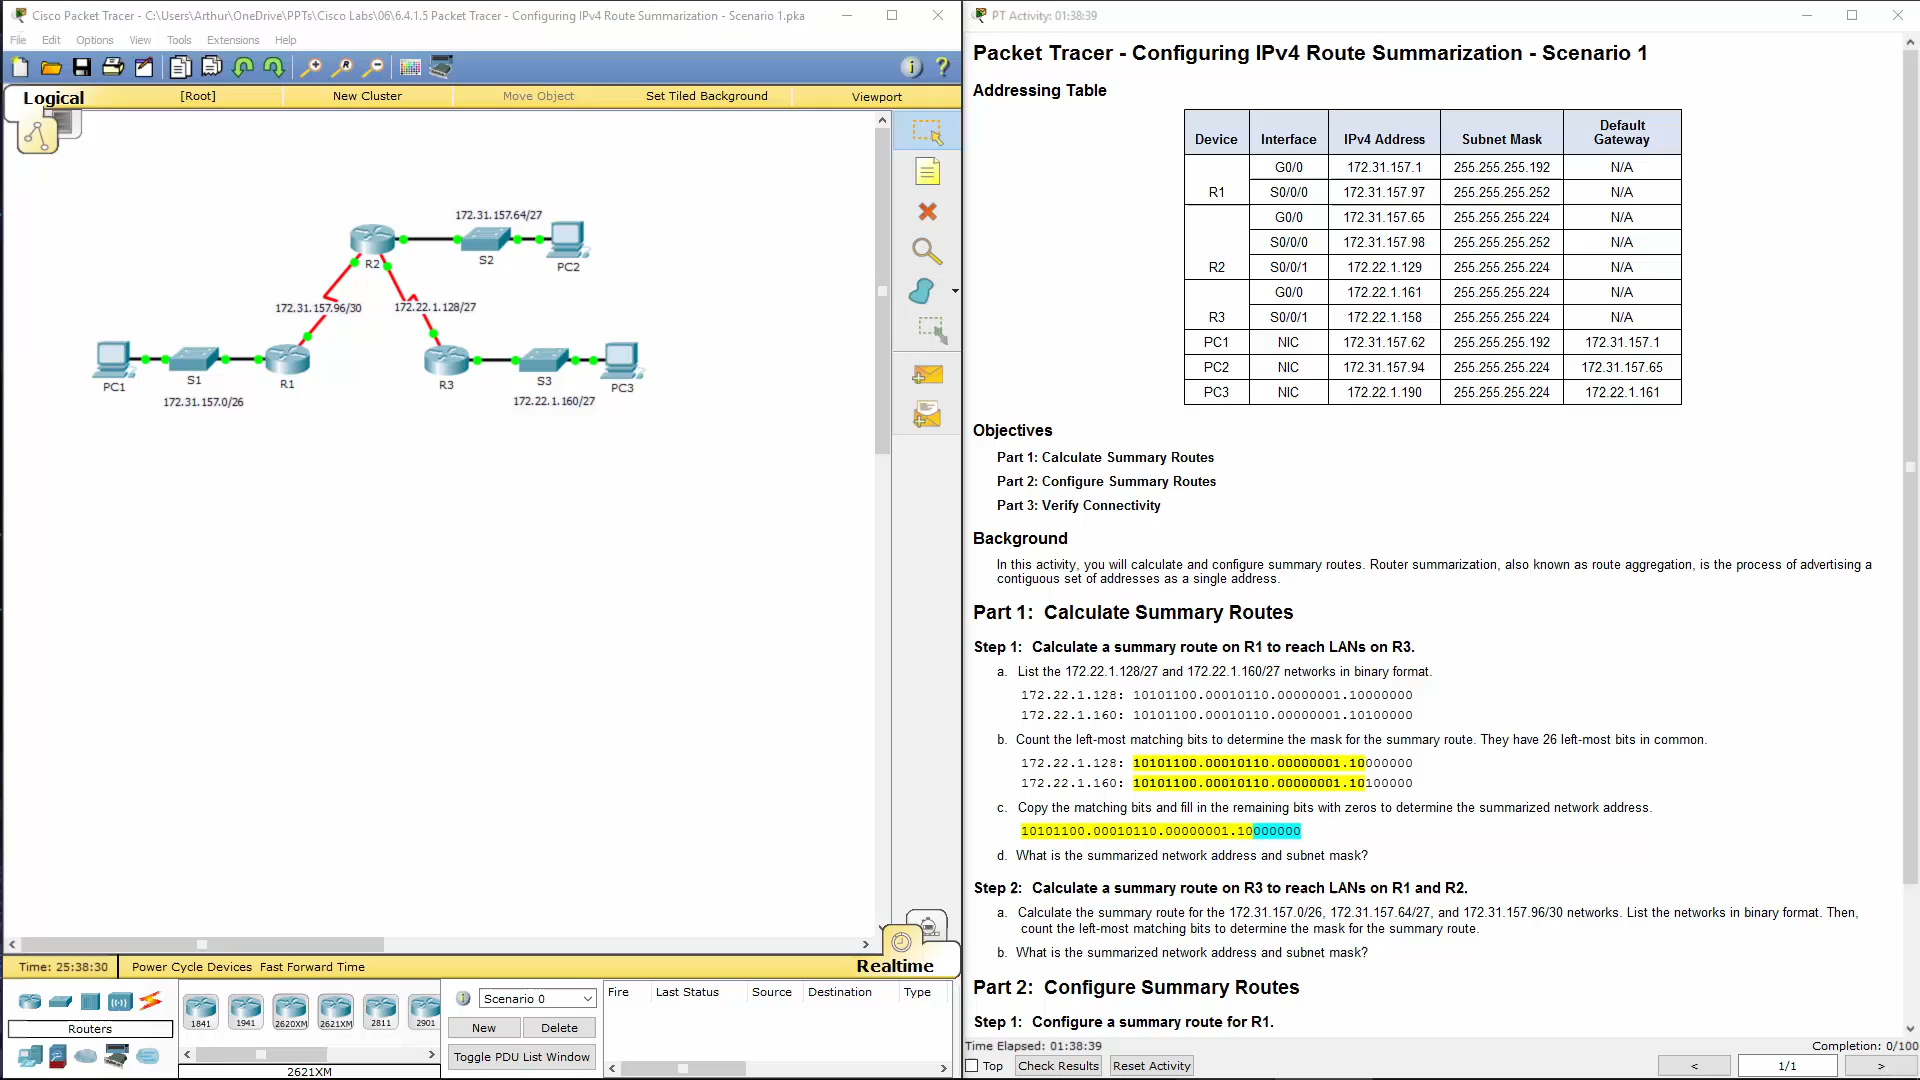 Cisco Packet Tracer - C:\Users\Arthur\OneDrive\PPTs\Cisco Labs\06\6.4.1.5 Packet Tracer - Configuring IPv4 Route Summarization - Scenario 1.pka
File Edit Options View Tools Extensions Help
Logical [Root] New Cluster Move Object Set Tiled Background Viewport
172.31.157.64/27
R2
S2
PC2
172.31.157.96/30
172.22.1.128/27
PC1
S1
R1
R3
S3
PC3
172.31.157.0/26
172.22.1.160/27
Realtime
Time: 25:38:30 Power Cycle Devices Fast Forward Time
Routers
1841 1941 2620XM 2621XM 2811 2901
2621XM
Scenario 0
New Delete
Toggle PDU List Window
Fire Last Status Source Destination Type
PT Activity: 01:38:39
Packet Tracer - Configuring IPv4 Route Summarization - Scenario 1
Addressing Table
Device Interface IPv4 Address Subnet Mask Default Gateway
R1 G0/0 172.31.157.1 255.255.255.192 N/A
S0/0/0 172.31.157.97 255.255.255.252 N/A
R2 G0/0 172.31.157.65 255.255.255.224 N/A
S0/0/0 172.31.157.98 255.255.255.252 N/A
S0/0/1 172.22.1.129 255.255.255.224 N/A
R3 G0/0 172.22.1.161 255.255.255.224 N/A
S0/0/1 172.22.1.158 255.255.255.224 N/A
PC1 NIC 172.31.157.62 255.255.255.192 172.31.157.1
PC2 NIC 172.31.157.94 255.255.255.224 172.31.157.65
PC3 NIC 172.22.1.190 255.255.255.224 172.22.1.161
Objectives
Part 1: Calculate Summary Routes
Part 2: Configure Summary Routes
Part 3: Verify Connectivity
Background
In this activity, you will calculate and configure summary routes. Router summarization, also known as route aggregation, is the process of advertising a
contiguous set of addresses as a single address.
Part 1: Calculate Summary Routes
Step 1: Calculate a summary route on R1 to reach LANs on R3.
a. List the 172.22.1.128/27 and 172.22.1.160/27 networks in binary format.
172.22.1.128: 10101100.00010110.00000001.10000000
172.22.1.160: 10101100.00010110.00000001.10100000
b. Count the left-most matching bits to determine the mask for the summary route. They have 26 left-most bits in common.
172.22.1.128: 10101100.00010110.00000001.10000000
172.22.1.160: 10101100.00010110.00000001.10100000
c. Copy the matching bits and fill in the remaining bits with zeros to determine the summarized network address.
10101100.00010110.00000001.10000000
d. What is the summarized network address and subnet mask?
Step 2: Calculate a summary route on R3 to reach LANs on R1 and R2.
a. Calculate the summary route for the 172.31.157.0/26, 172.31.157.64/27, and 172.31.157.96/30 networks. List the networks in binary format. Then,
count the left-most matching bits to determine the mask for the summary route.
b. What is the summarized network address and subnet mask?
Part 2: Configure Summary Routes
Step 1: Configure a summary route for R1.
Time Elapsed: 01:38:39 Completion: 0/100
Top Check Results Reset Activity < 1/1 >